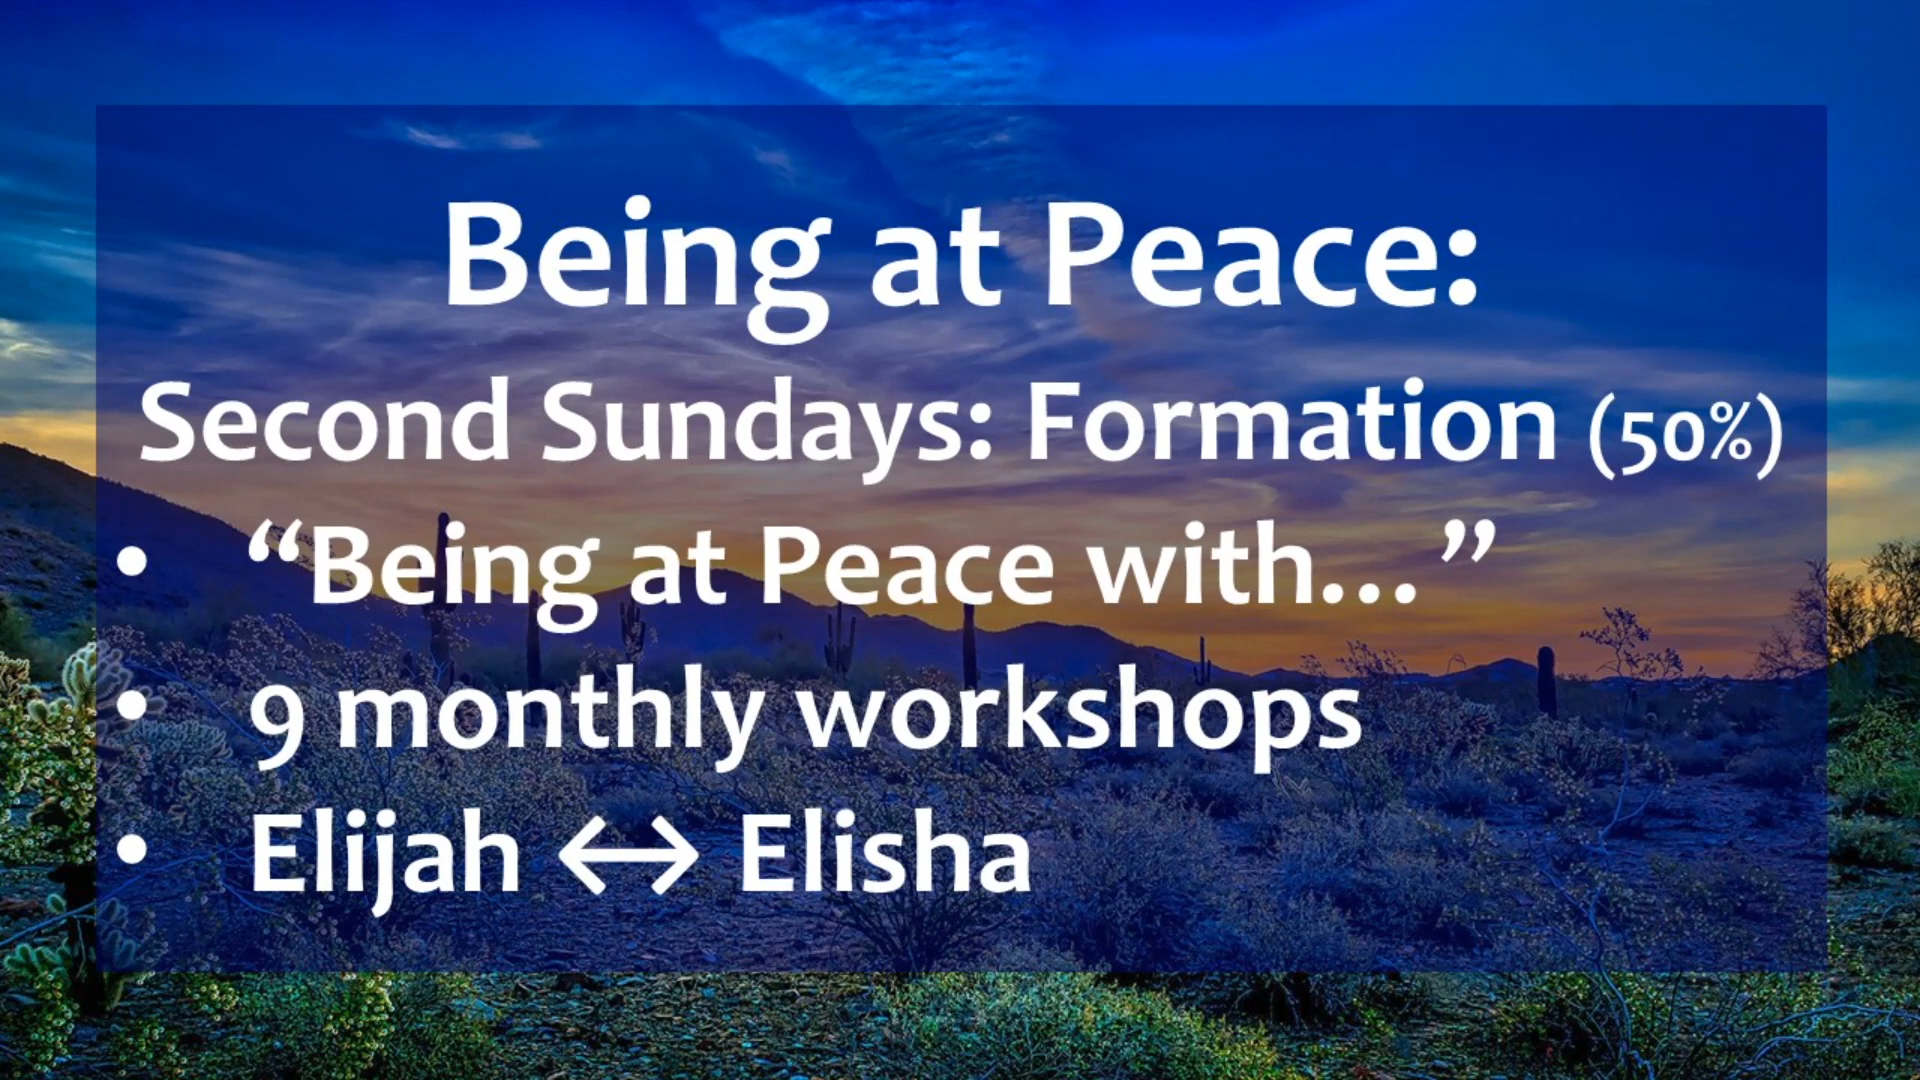 Being at Peace:
Second Sundays: Formation (50%)
• “Being at Peace with...”
• 9 monthly workshops
• Elijah ↔ Elisha